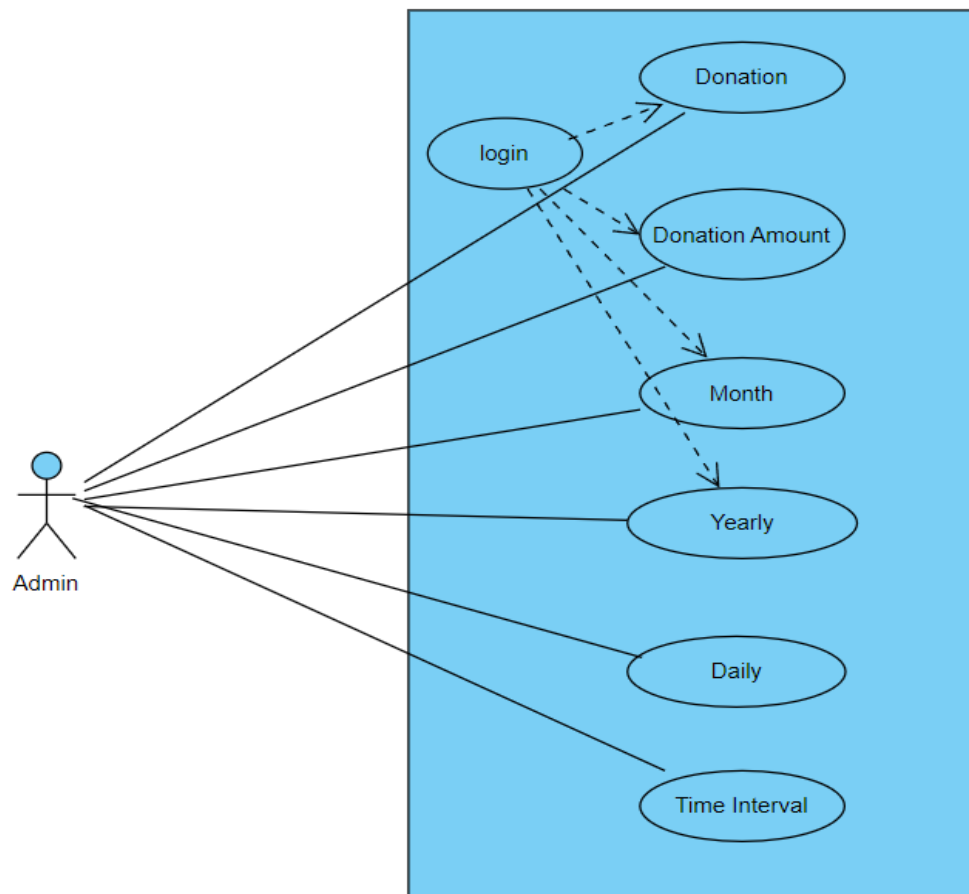 Donation
login
Donation Amount
Month
Yearly
Admin
Daily
Time Interval